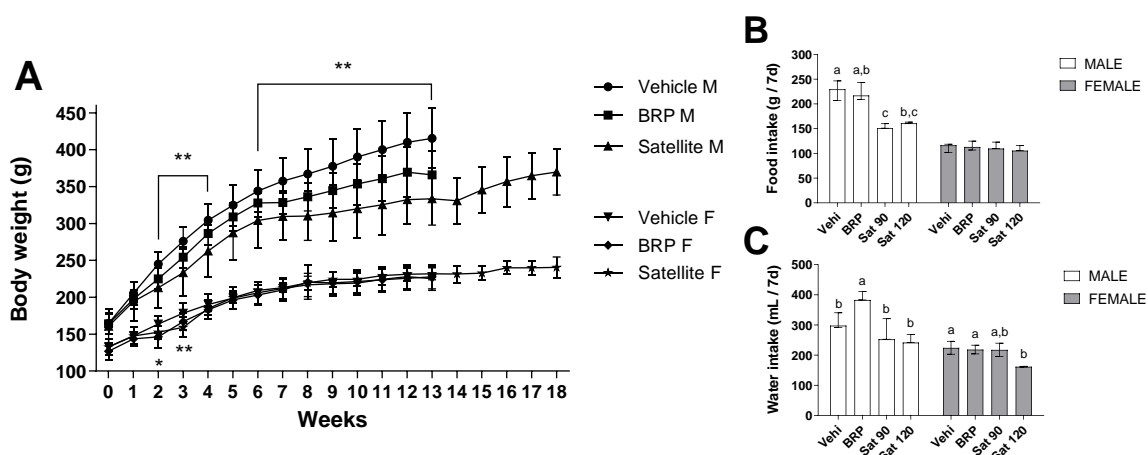 A
Body weight (g)
450
400
350
300
250
200
150
100
**
**
*
**
0 1 2 3 4 5 6 7 8 9 10 11 12 13 14 15 16 17 18
Weeks
Vehicle M
BRP M
Satellite M
Vehicle F
BRP F
Satellite F
B
Food intake (g / 7d)
300
250
200
150
100
50
0
a a,b c b,c
Vehi BRP Sat 90 Sat 120 Vehi BRP Sat 90 Sat 120
MALE
FEMALE
C
Water intake (mL / 7d)
500
400
300
200
100
0
b a b b a a a,b b
Vehi BRP Sat 90 Sat 120 Vehi BRP Sat 90 Sat 120
MALE
FEMALE